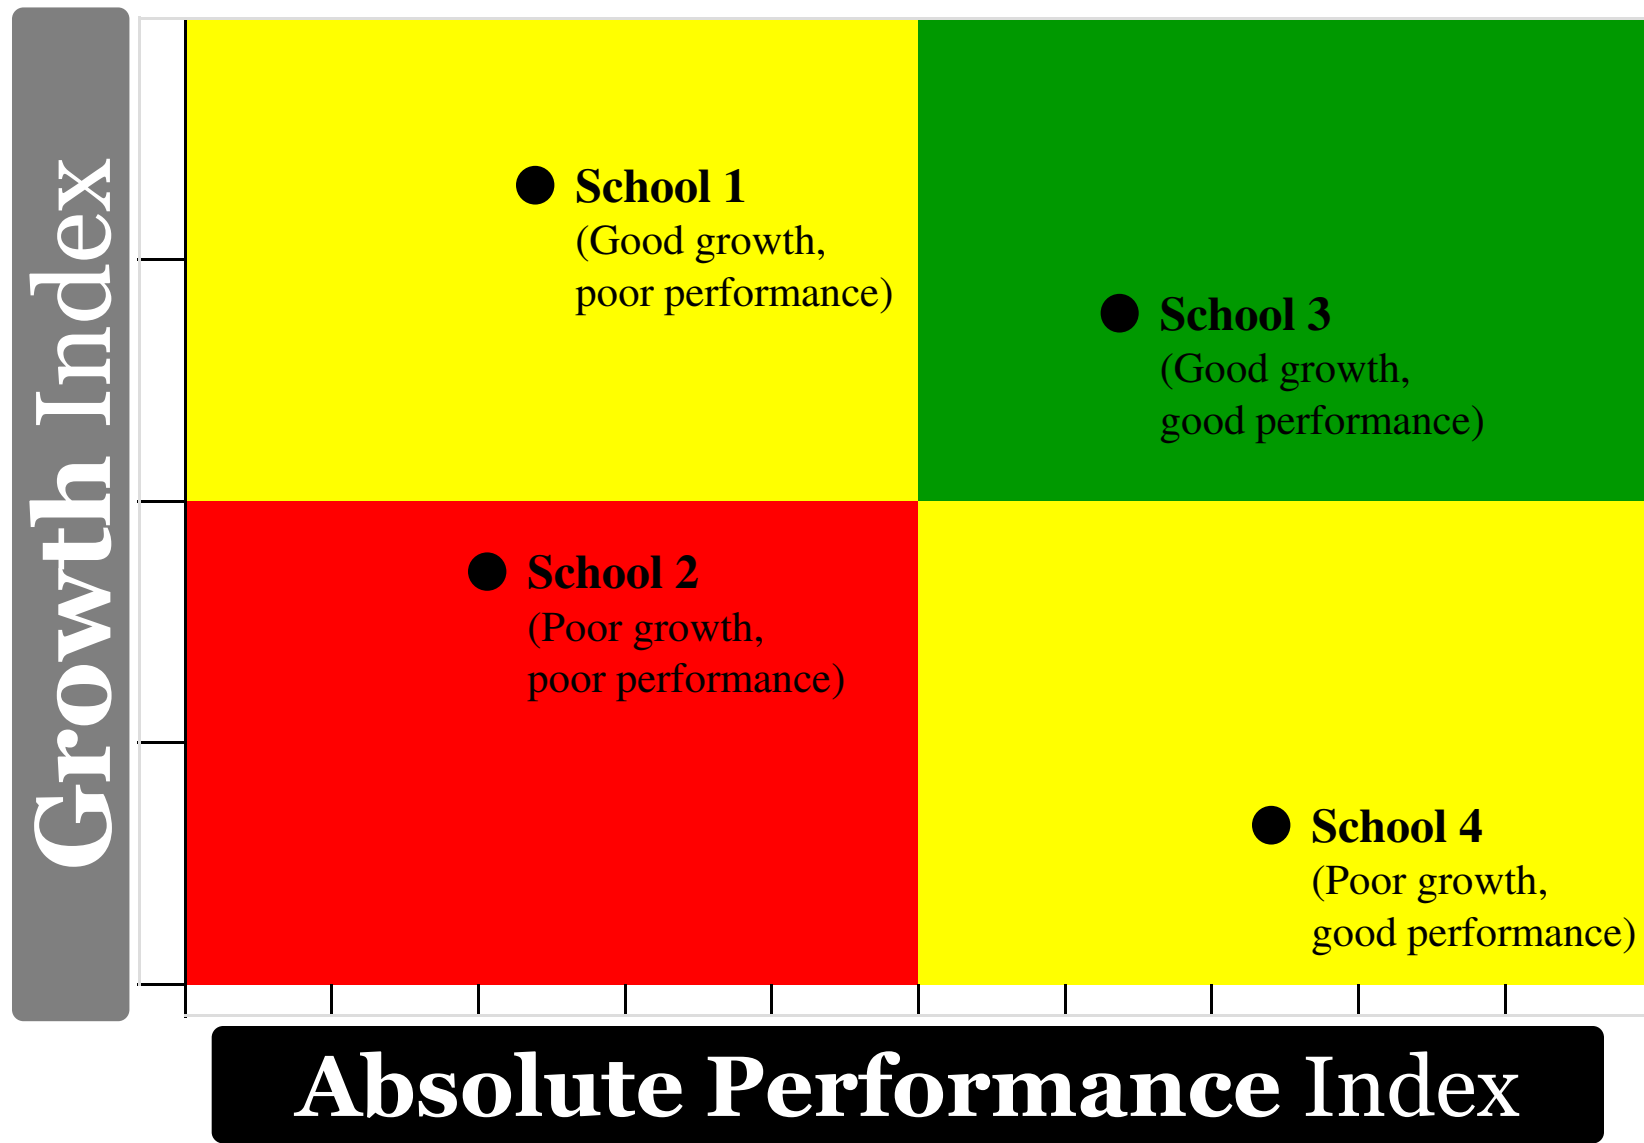 Growth Index
School 1
(Good growth,
poor performance)
School 3
(Good growth,
good performance)
School 2
(Poor growth,
poor performance)
School 4
(Poor growth,
good performance)
Absolute Performance Index